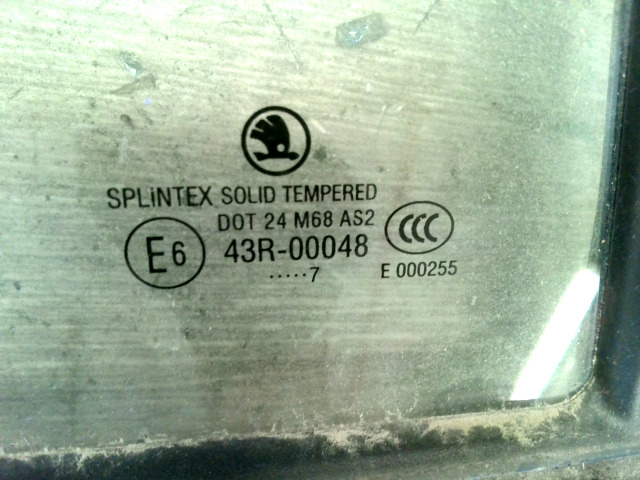 SPLiNTEX SOLID TEMPERED
DOT 24 M68 AS2
E6
43R-00048
CCC
.....7
E 000255